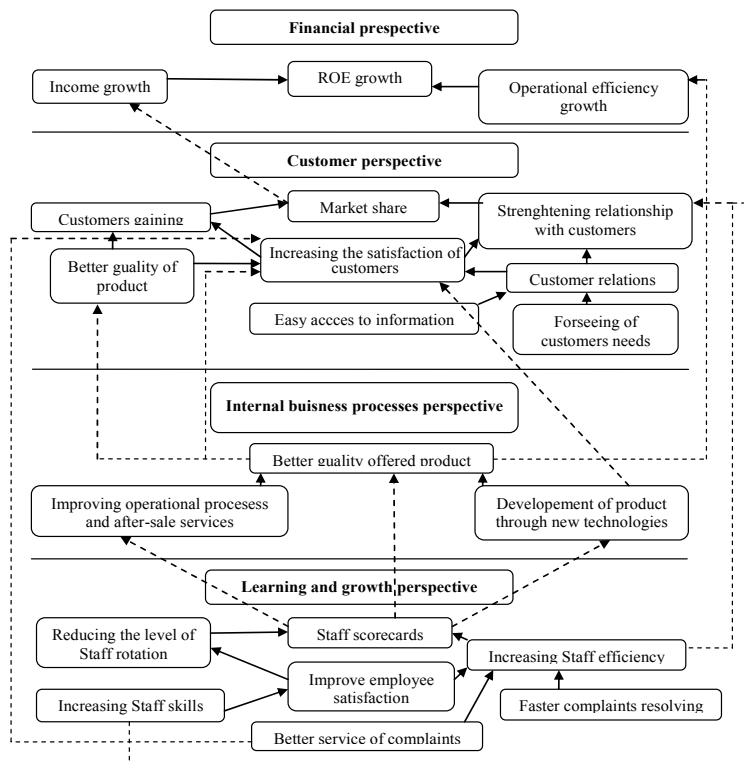 Financial prespective
Income growth
ROE growth
Operational efficiency
growth
Customer perspective
Market share
Customers gaining
Strenghtening relationship
with customers
Increasing the satisfaction of
customers
Better guality of
product
Customer relations
Easy accces to information
Forseeing of
customers needs
Internal buisness processes perspective
Better guality offered product
Improving operational procesess
and after-sale services
Developement of product
through new technologies
Learning and growth perspective
Reducing the level of
Staff rotation
Staff scorecards
Increasing Staff efficiency
Improve employee
satisfaction
Increasing Staff skills
Faster complaints resolving
Better service of complaints